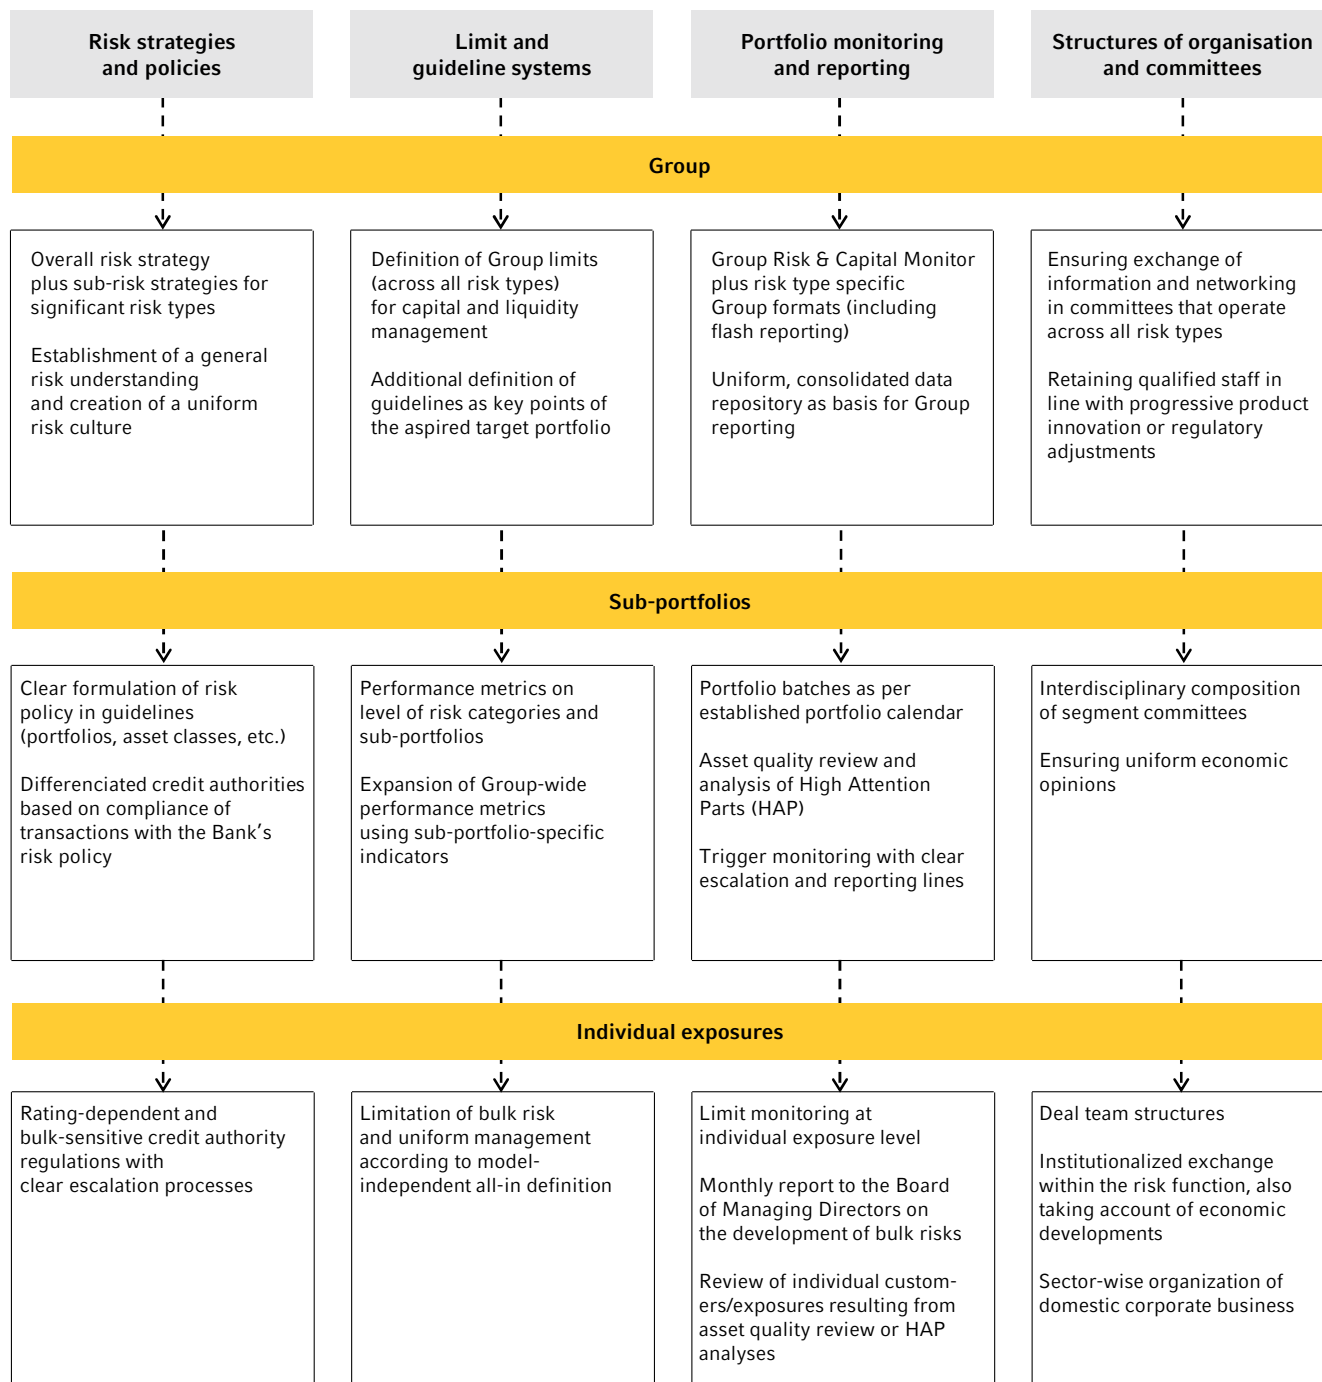 Risk strategies
and policies
Limit and
guideline systems
Portfolio monitoring
and reporting
Structures of organisation
and committees
Group
Overall risk strategy
plus sub-risk strategies for
significant risk types
Establishment of a general
risk understanding
and creation of a uniform
risk culture
Definition of Group limits
(across all risk types)
for capital and liquidity
management
Additional definition of
guidelines as key points of
the aspired target portfolio
Group Risk & Capital Monitor
plus risk type specific
Group formats (including
flash reporting)
Uniform, consolidated data
repository as basis for Group
reporting
Ensuring exchange of
information and networking
in committees that operate
across all risk types
Retaining qualified staff in
line with progressive product
innovation or regulatory
adjustments
Sub-portfolios
Clear formulation of risk
policy in guidelines
(portfolios, asset classes, etc.)
Differenciated credit authorities
based on compliance of
transactions with the Bank's
risk policy
Performance metrics on
level of risk categories and
sub-portfolios
Expansion of Group-wide
performance metrics
using sub-portfolio-specific
indicators
Portfolio batches as per
established portfolio calendar
Asset quality review and
analysis of High Attention
Parts (HAP)
Trigger monitoring with clear
escalation and reporting lines
Interdisciplinary composition
of segment committees
Ensuring uniform economic
opinions
Individual exposures
Rating-dependent and
bulk-sensitive credit authority
regulations with
clear escalation processes
Limitation of bulk risk
and uniform management
according to model-
independent all-in definition
Limit monitoring at
individual exposure level
Monthly report to the Board
of Managing Directors on
the development of bulk risks
Review of individual custom-
ers/exposures resulting from
asset quality review or HAP
analyses
Deal team structures
Institutionalized exchange
within the risk function, also
taking account of economic
developments
Sector-wise organization of
domestic corporate business